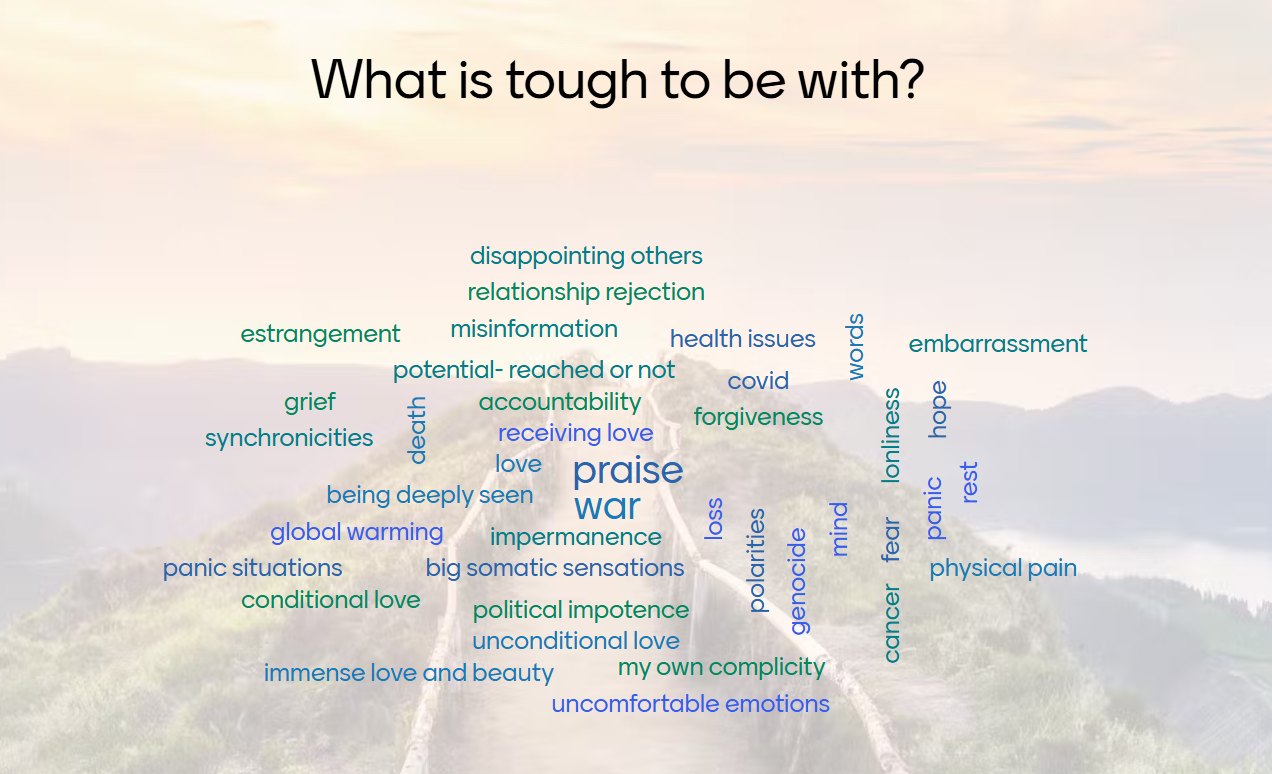 What is tough to be with?
disappointing others
relationship rejection
misinformation
estrangement
health issues
words
embarrassment
potential- reached or not
covid
grief
death
accountability
forgiveness
lonliness
hope
synchronicities
receiving love
love
praise
rest
being deeply seen
war
loss
panic
global warming
impermanence
polarities
mind
fear
genocide
panic situations
big somatic sensations
physical pain
conditional love
political impotence
cancer
unconditional love
immense love and beauty
my own complicity
uncomfortable emotions